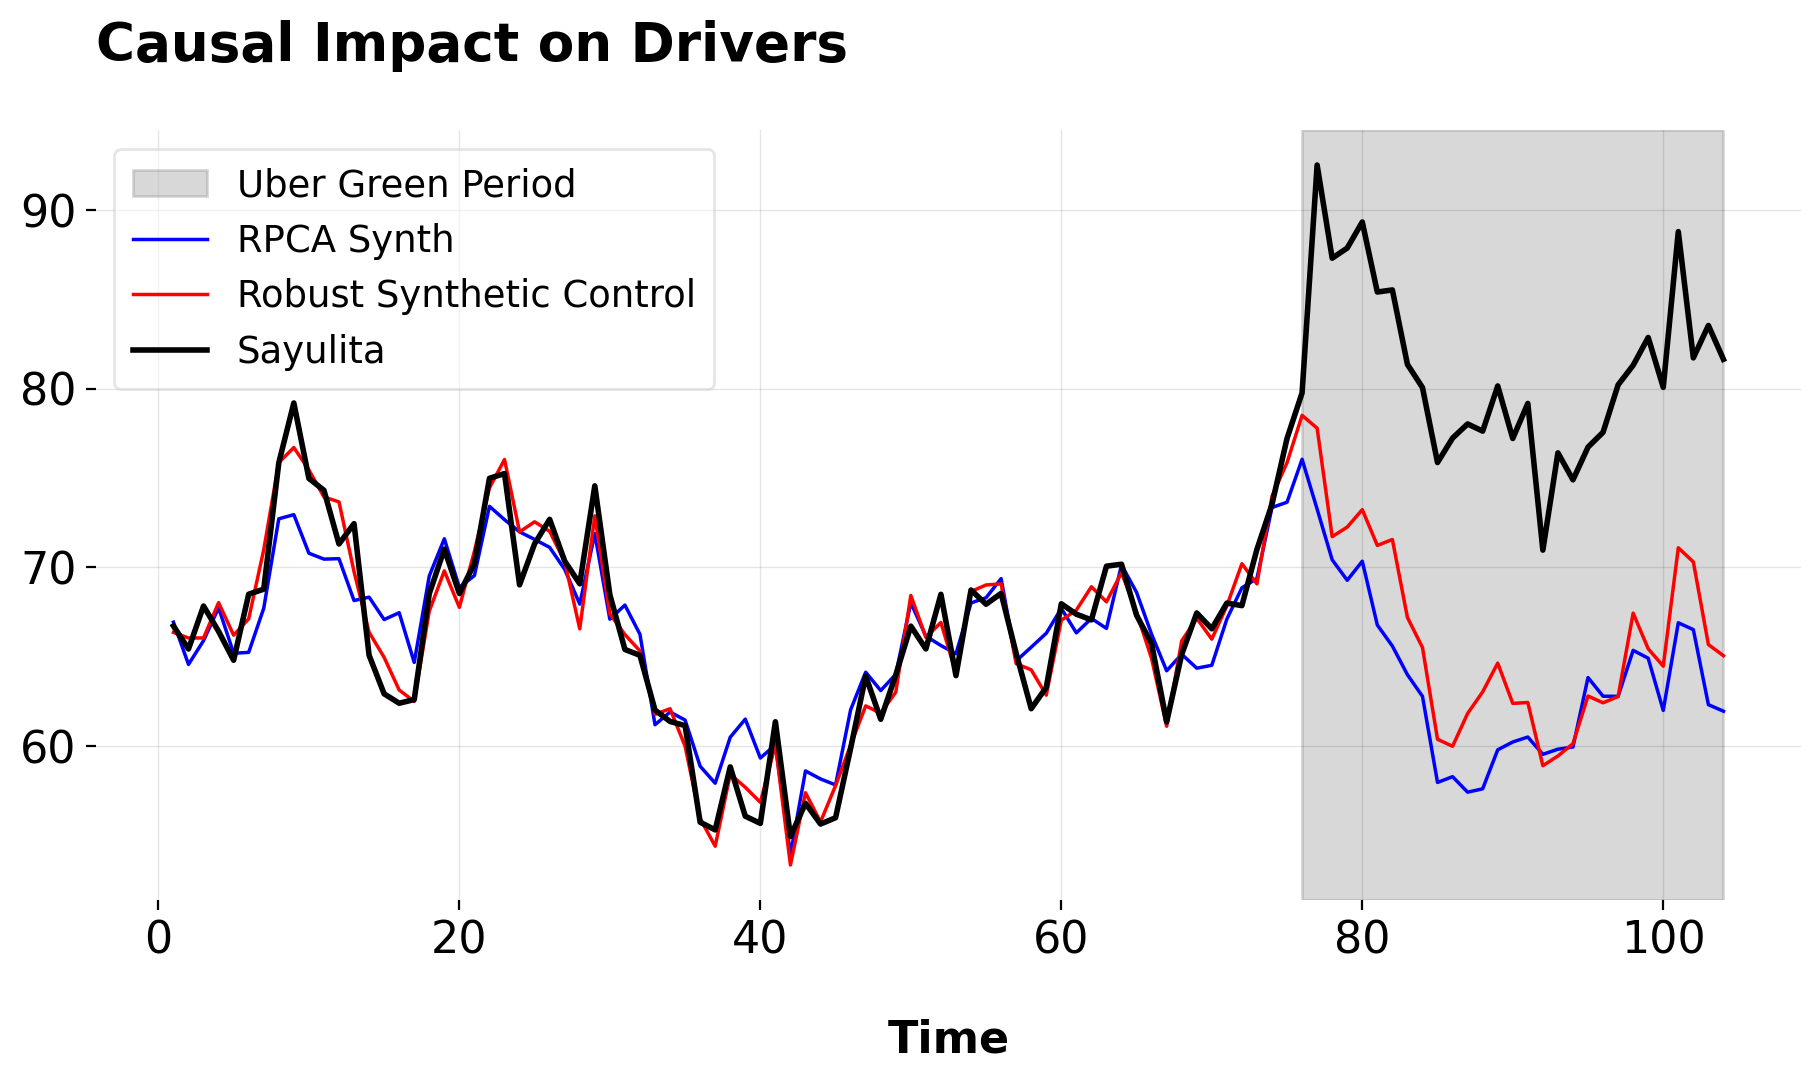 Causal Impact on Drivers
Uber Green Period
RPCA Synth
Robust Synthetic Control
Sayulita
90
80
70
60
0
20
40
60
80
100
Time